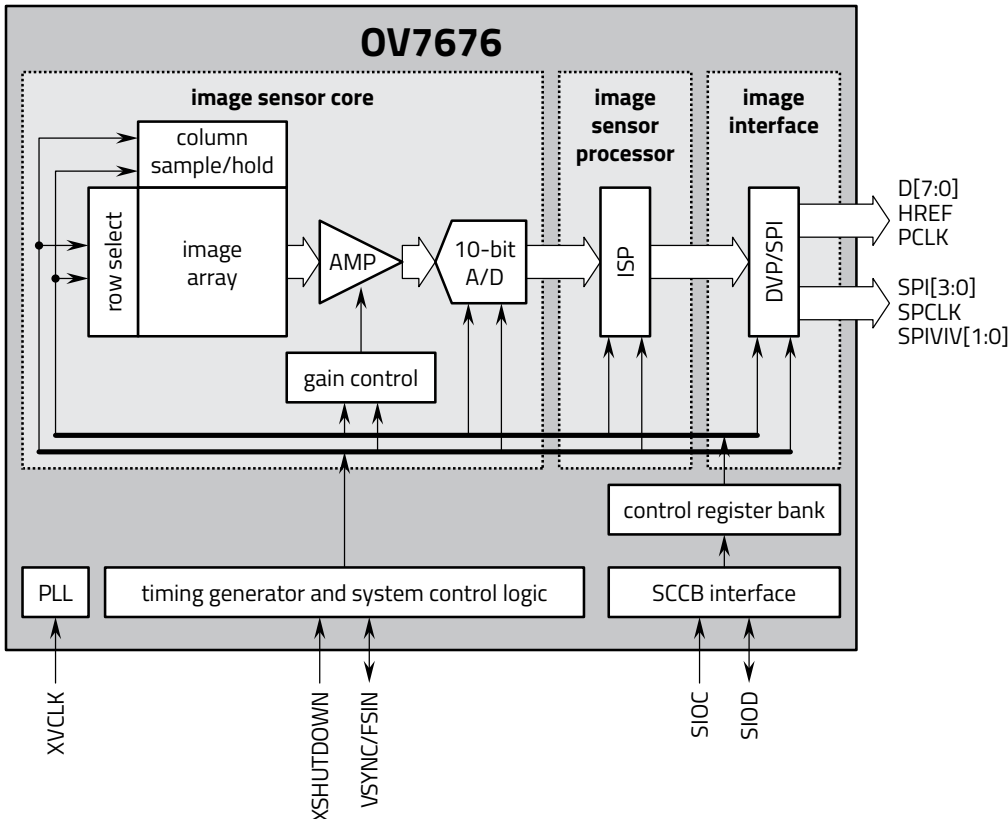 OV7676
image sensor core
image
sensor
processor
image
interface
column
sample/hold
row select
image
array
AMP
10-bit
A/D
ISP
DVP/SPI
D[7:0]
HREF
PCLK
SPI[3:0]
SPCLK
SPIVIV[1:0]
gain control
control register bank
PLL
timing generator and system control logic
SCCB interface
XVCLK
XSHUTDOWN
VSYNC/FSIN
SIOC
SIOD